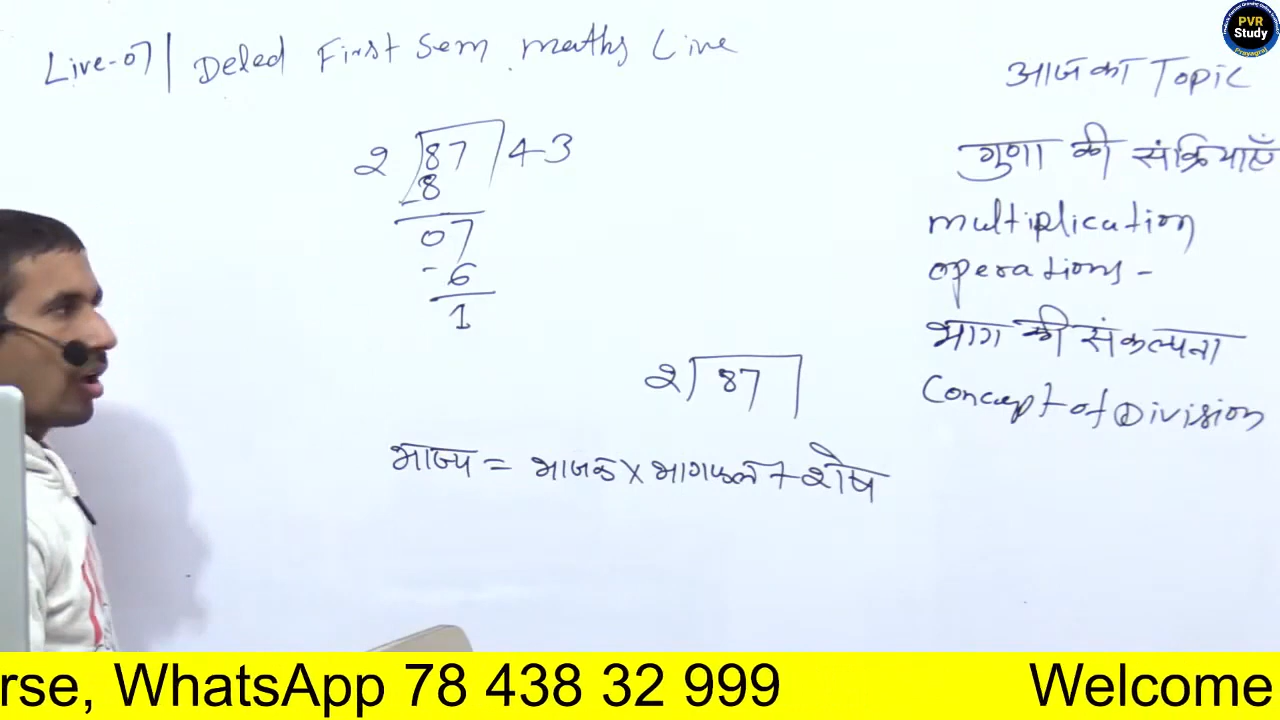 Live-07 | Deled First Sem maths Live
2 87 43
8
07
- 6
1
2 87
भाज्य = भाजक × भागफल + शेष
आज का Topic
गुणा की संक्रियाएँ
multiplication
operations -
भाग की संकल्पना
Concept of Division
PVR
Study
Prayagraj
rse, WhatsApp 78 438 32 999 Welcome